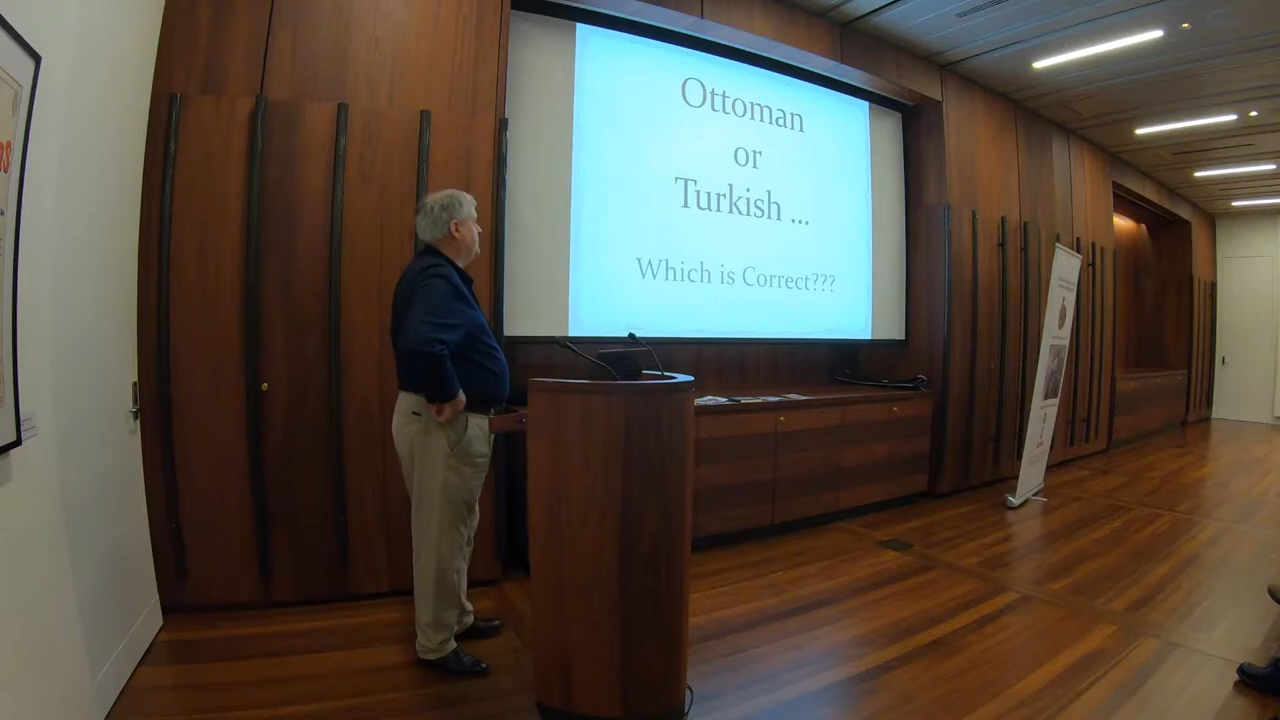 Ottoman
or
Turkish ...
Which is Correct???